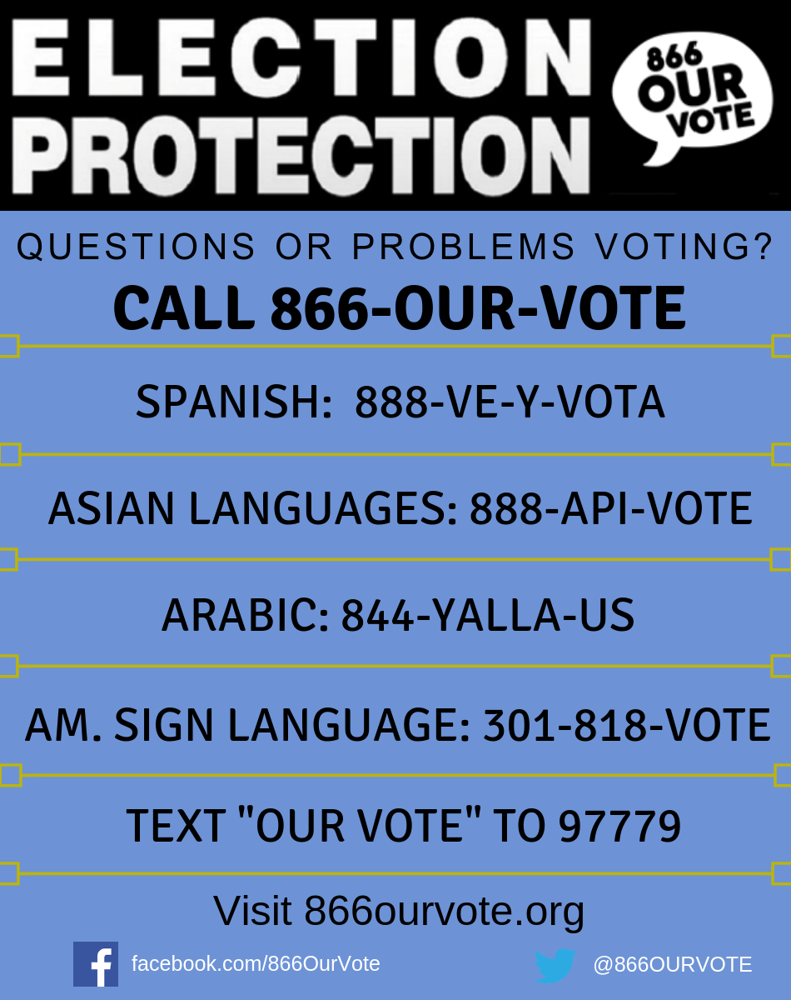 ELECTION
PROTECTION
866
OUR
VOTE
QUESTIONS OR PROBLEMS VOTING?
CALL 866-OUR-VOTE
SPANISH: 888-VE-Y-VOTA
ASIAN LANGUAGES: 888-API-VOTE
ARABIC: 844-YALLA-US
AM. SIGN LANGUAGE: 301-818-VOTE
TEXT "OUR VOTE" TO 97779
Visit 866ourvote.org
facebook.com/866OurVote
@866OURVOTE